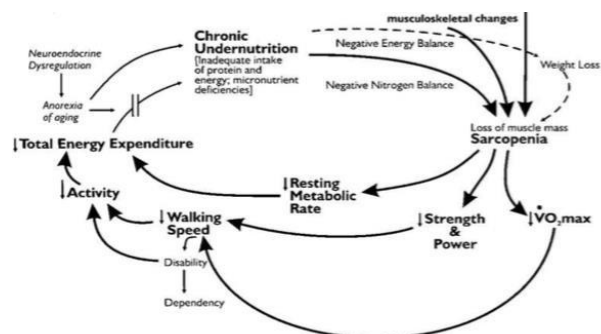 musculoskeletal changes
Chronic
Undernutrition
[Inadequate intake
of protein and
energy; micronutrient
deficiencies]
Negative Energy Balance
Negative Nitrogen Balance
Weight Loss
Neuroendocrine
Dysregulation
Anorexia
of aging
Loss of muscle mass
Sarcopenia
↓Total Energy Expenditure
↓Resting
Metabolic
Rate
↓Activity
↓Walking
Speed
↓Strength
&
Power
↓V̇O₂max
Disability
Dependency